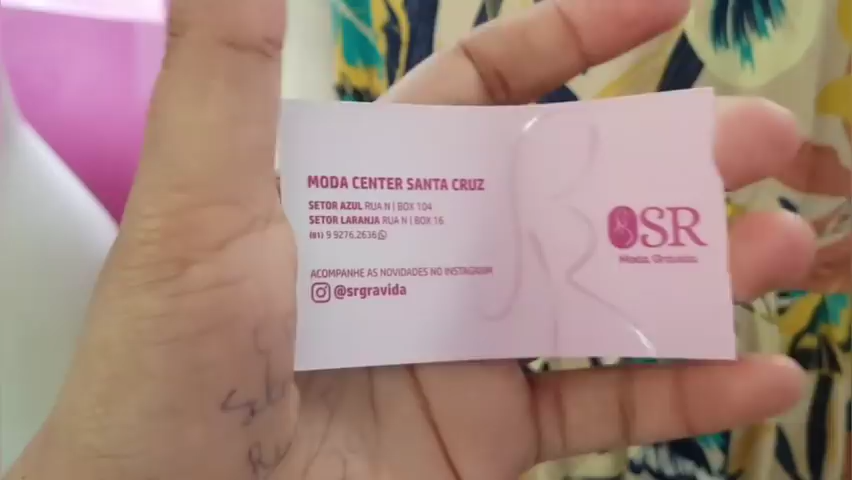 MODA CENTER SANTA CRUZ
SETOR AZUL RUA N | BOX 104
SETOR LARANJA RUA N | BOX 16
(81) 9 9276.2636
ACOMPANHE AS NOVIDADES NO INSTAGRAM
@srgravida
SR
Moda Gravida